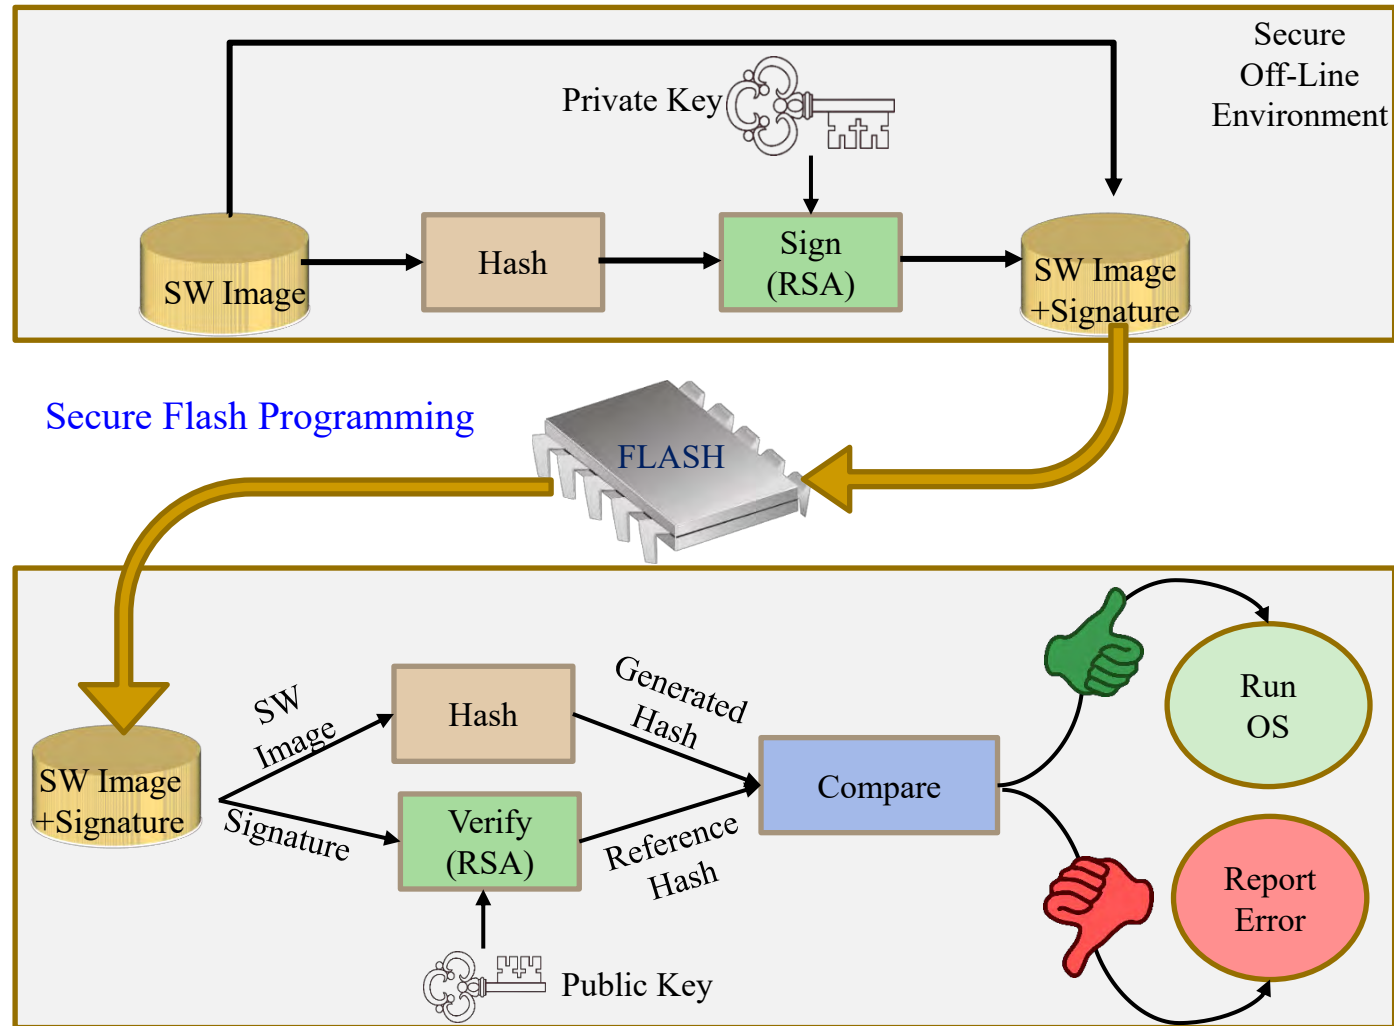 Secure
Off-Line
Environment
Private Key
SW Image
Hash
Sign
(RSA)
SW Image
+Signature
Secure Flash Programming
FLASH
SW Image
+Signature
SW
Image
Signature
Hash
Verify
(RSA)
Public Key
Generated
Hash
Reference
Hash
Compare
Run
OS
Report
Error